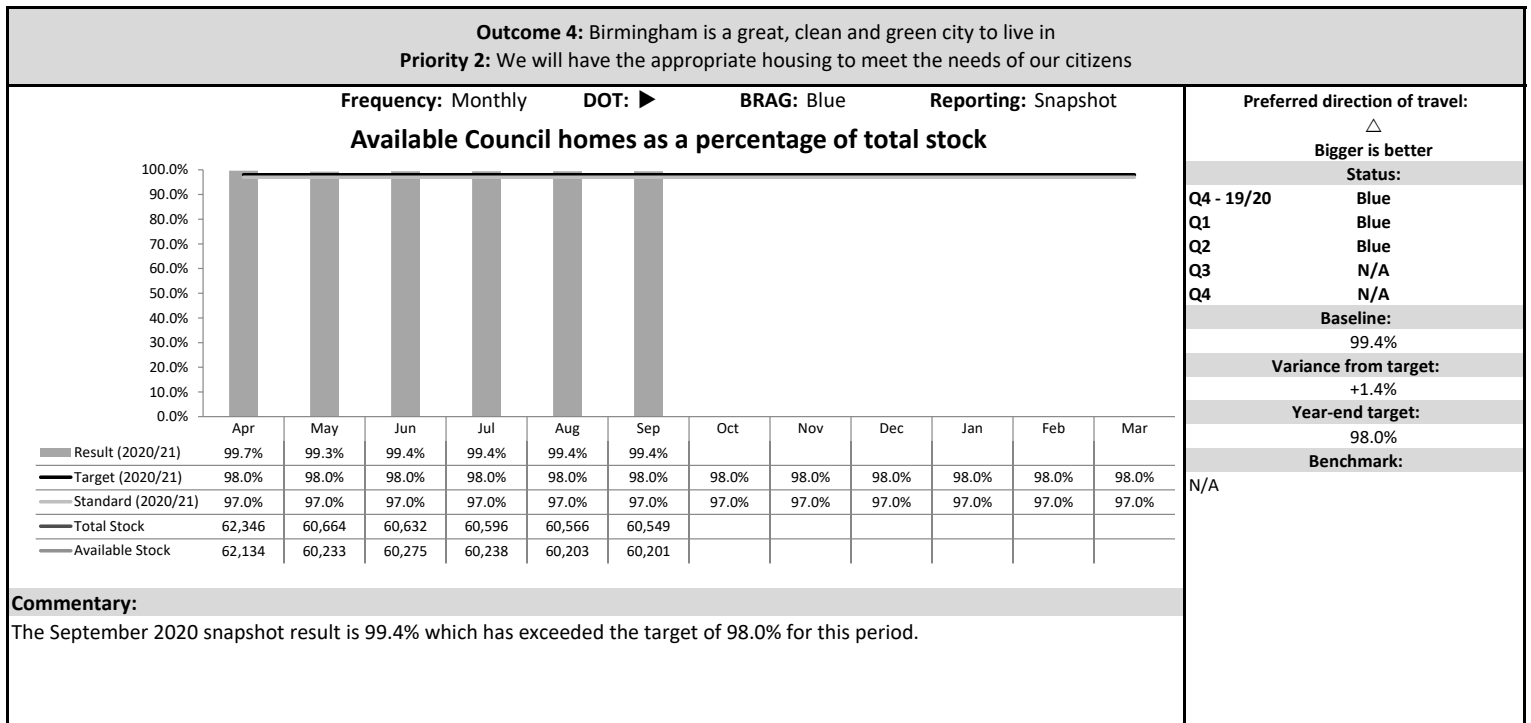 Outcome 4: Birmingham is a great, clean and green city to live in
Priority 2: We will have the appropriate housing to meet the needs of our citizens
Frequency: Monthly DOT: ▶ BRAG: Blue Reporting: Snapshot
Available Council homes as a percentage of total stock
100.0%
90.0%
80.0%
70.0%
60.0%
50.0%
40.0%
30.0%
20.0%
10.0%
0.0%
Apr May Jun Jul Aug Sep Oct Nov Dec Jan Feb Mar
Result (2020/21) 99.7% 99.3% 99.4% 99.4% 99.4% 99.4%
Target (2020/21) 98.0% 98.0% 98.0% 98.0% 98.0% 98.0% 98.0% 98.0% 98.0% 98.0% 98.0% 98.0%
Standard (2020/21) 97.0% 97.0% 97.0% 97.0% 97.0% 97.0% 97.0% 97.0% 97.0% 97.0% 97.0% 97.0%
Total Stock 62,346 60,664 60,632 60,596 60,566 60,549
Available Stock 62,134 60,233 60,275 60,238 60,203 60,201
Commentary:
The September 2020 snapshot result is 99.4% which has exceeded the target of 98.0% for this period.
Preferred direction of travel:
△
Bigger is better
Status:
Q4 - 19/20 Blue
Q1 Blue
Q2 Blue
Q3 N/A
Q4 N/A
Baseline:
99.4%
Variance from target:
+1.4%
Year-end target:
98.0%
Benchmark:
N/A